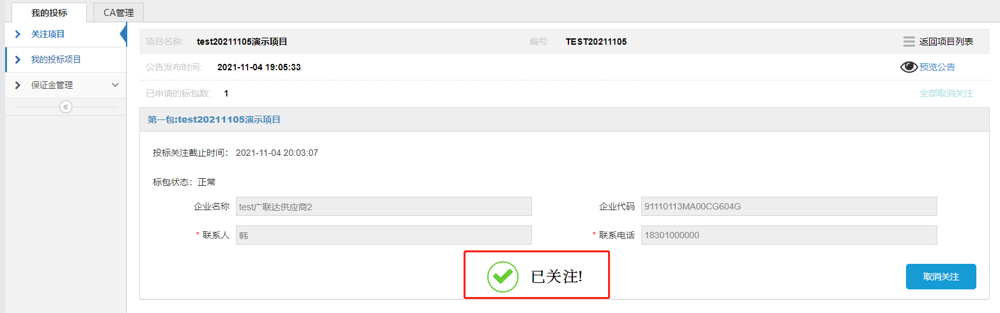 我的投标 CA管理
关注项目
我的投标项目
保证金管理
项目名称: test20211105演示项目 编号: TEST20211105 返回项目列表
公告发布时间: 2021-11-04 19:05:33 预览公告
已申请的标包数: 1 全部取消关注
第一包:test20211105演示项目
投标关注截止时间: 2021-11-04 20:03:07
标包状态: 正常
企业名称 test广联达供应商2 企业代码 91110113MA00CG604G
* 联系人 韩 * 联系电话 18301000000
已关注! 取消关注